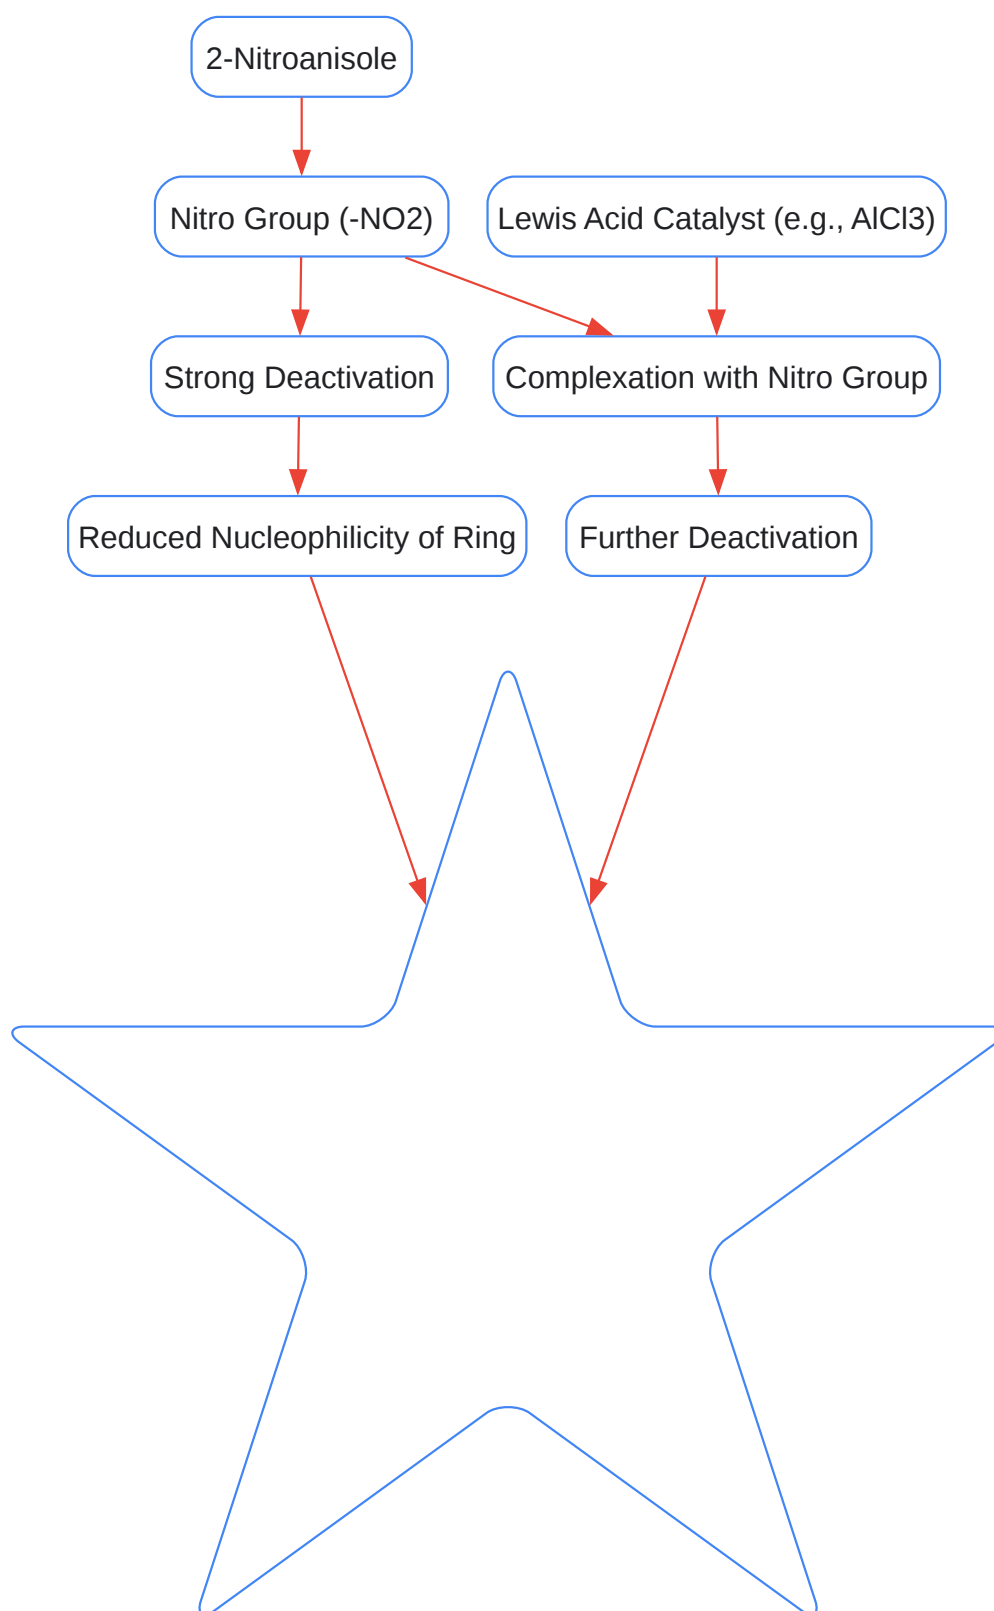 2-Nitroanisole
Nitro Group (-NO2)
Lewis Acid Catalyst (e.g., AlCl3)
Strong Deactivation
Complexation with Nitro Group
Reduced Nucleophilicity of Ring
Further Deactivation